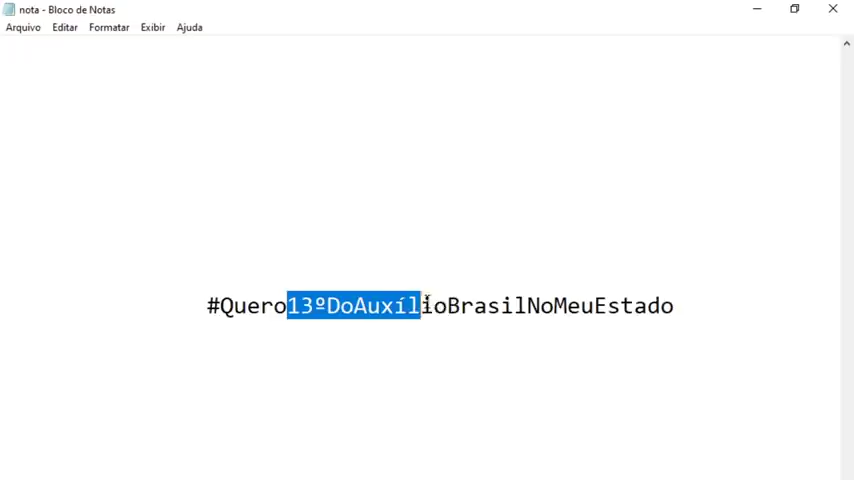 nota - Bloco de Notas
Arquivo Editar Formatar Exibir Ajuda
#Quero13ºDoAuxílioBrasilNoMeuEstado